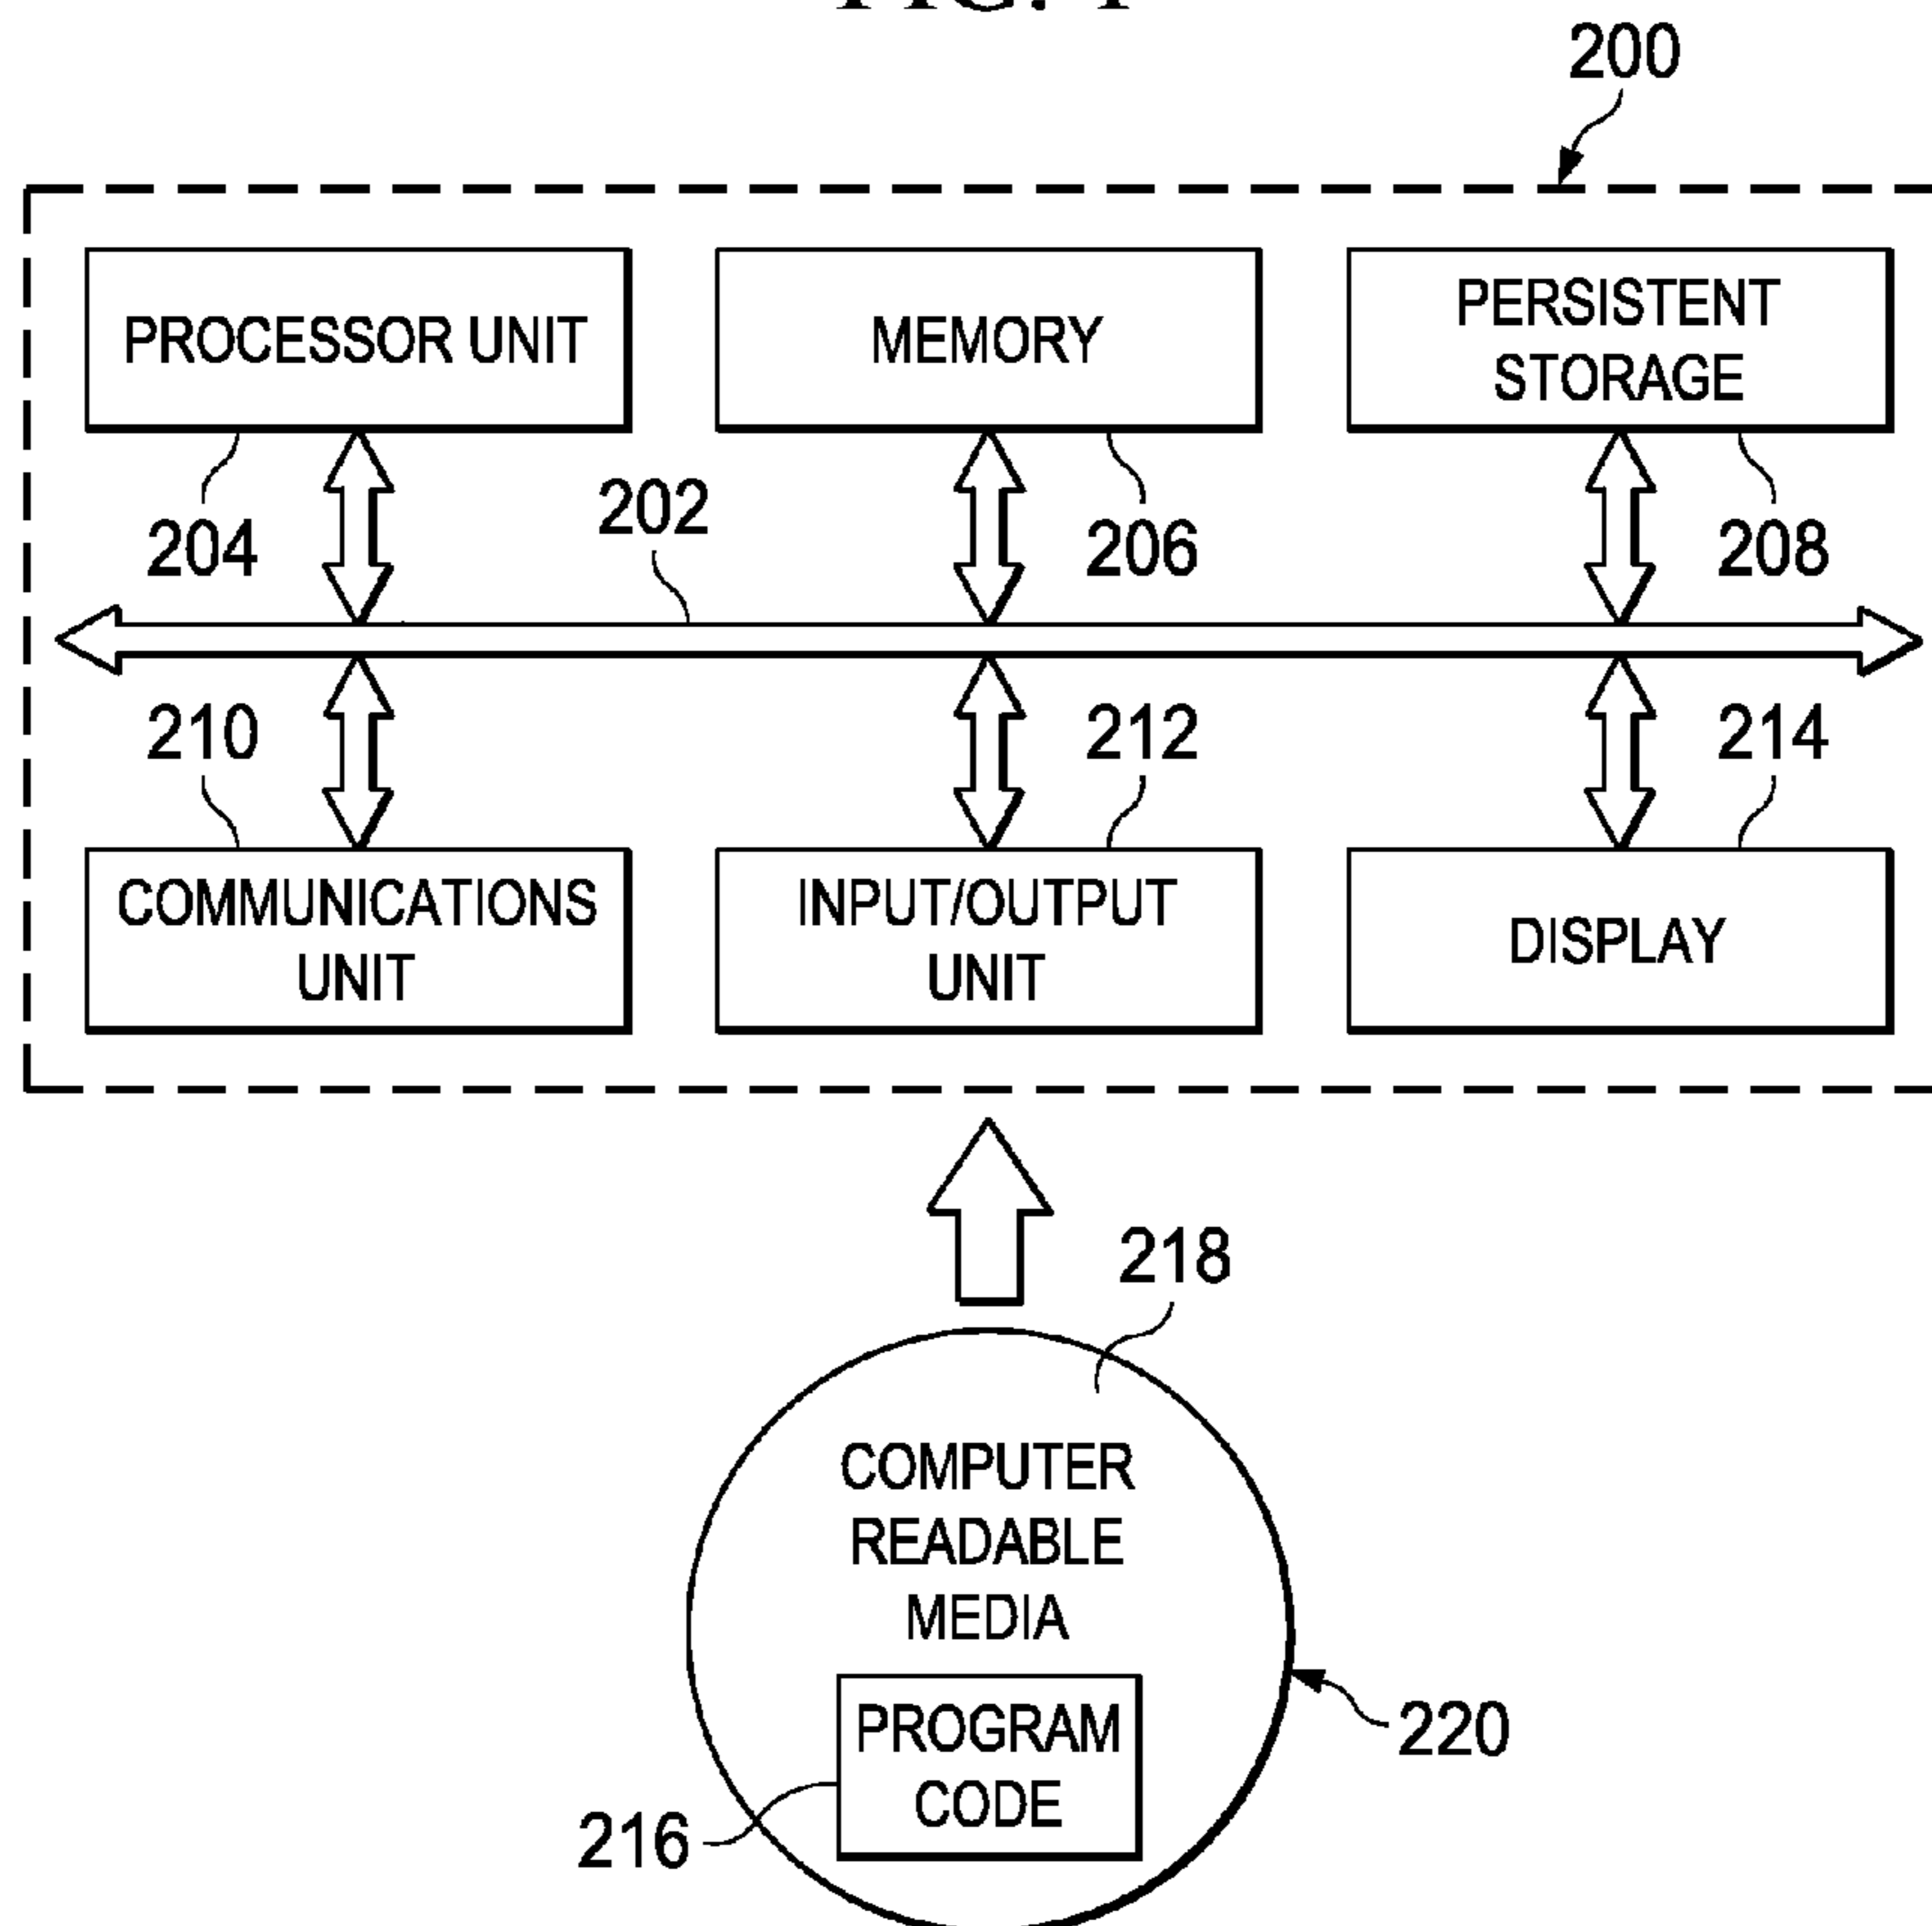 200
PROCESSOR UNIT
MEMORY
PERSISTENT
STORAGE
204
202
206
208
210
212
214
COMMUNICATIONS
UNIT
INPUT/OUTPUT
UNIT
DISPLAY
218
COMPUTER
READABLE
MEDIA
PROGRAM
CODE
220
216